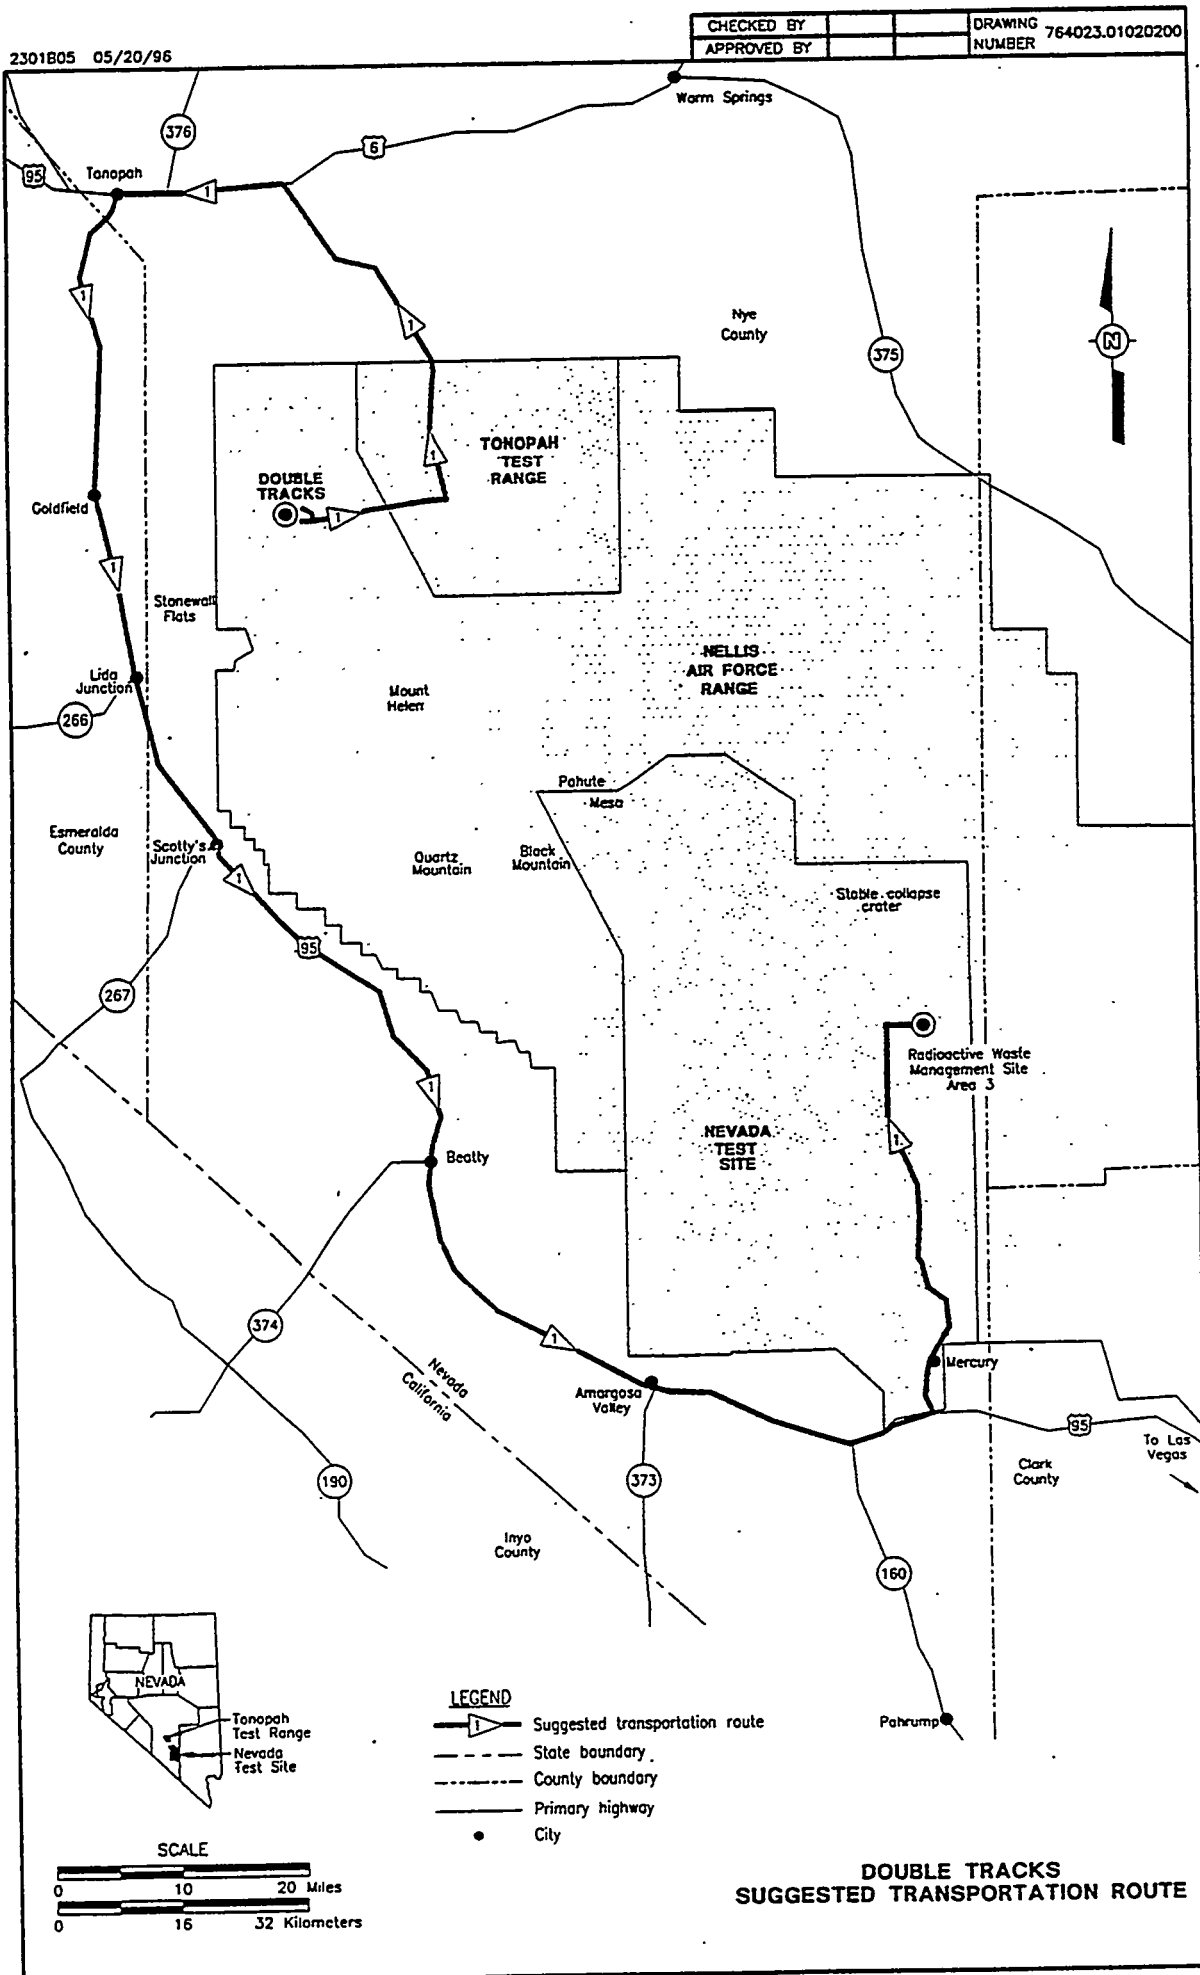 CHECKED BY
APPROVED BY
DRAWING
NUMBER
764023.01020200
2301B05 05/20/96
Warm Springs
376
6
95
Tonopah
1
Nye
County
N
375
1
1
TONOPAH
TEST
RANGE
1
DOUBLE
TRACKS
1
Goldfield
1
Stonewall
Flats
NELLIS
AIR FORCE
RANGE
Lida
Junction
Mount
Helen
266
Pahute
Mesa
Esmeralda
County
Scotty's
Junction
Quartz
Mountain
Black
Mountain
1
Stable collapse
crater
95
267
Radioactive Waste
Management Site
Area 3
1
NEVADA
TEST
SITE
1
Beatty
374
1
Nevada
California
Mercury
Amargosa
Valley
95
To Las
Vegas
Clark
County
190
373
Inyo
County
160
NEVADA
Tonopah
Test Range
Nevada
Test Site
Pahrump
LEGEND
1 Suggested transportation route
State boundary
County boundary
Primary highway
City
SCALE
0 10 20 Miles
0 16 32 Kilometers
DOUBLE TRACKS
SUGGESTED TRANSPORTATION ROUTE